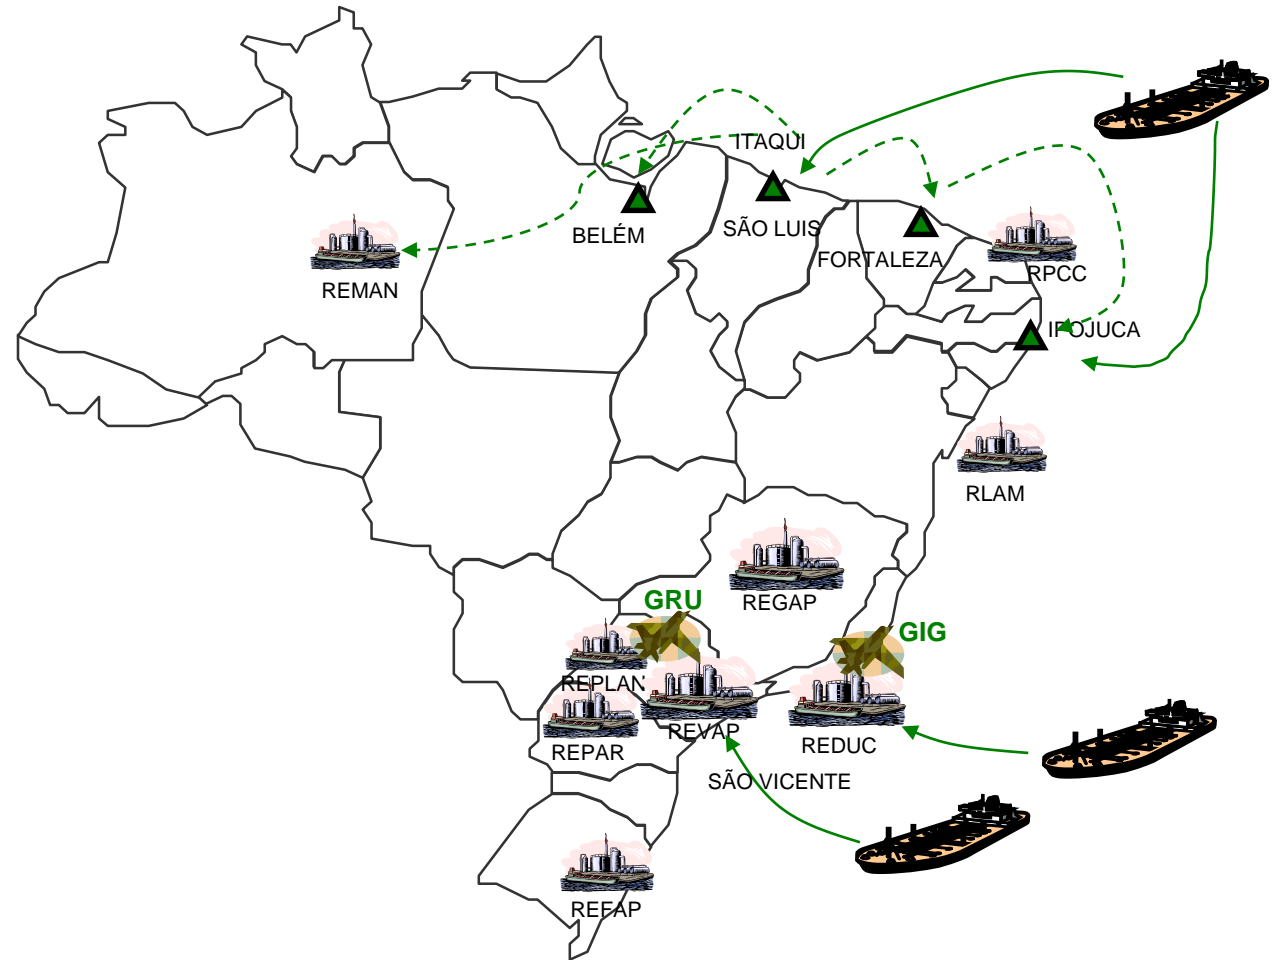 ITAQUI
BELÉM
SÃO LUIS
FORTALEZA
RPCC
REMAN
IPOJUCA
RLAM
REGAP
GRU
GIG
REPLAN
REVAP
REDUC
REPAR
SÃO VICENTE
REFAP